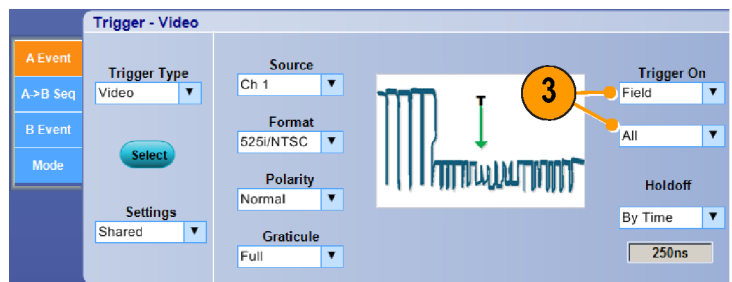 Trigger - Video
A Event
A->B Seq
B Event
Mode
Trigger Type
Video
Select
Settings
Shared
Source
Ch 1
Format
525i/NTSC
Polarity
Normal
Graticule
Full
T
3
Trigger On
Field
All
Holdoff
By Time
250ns